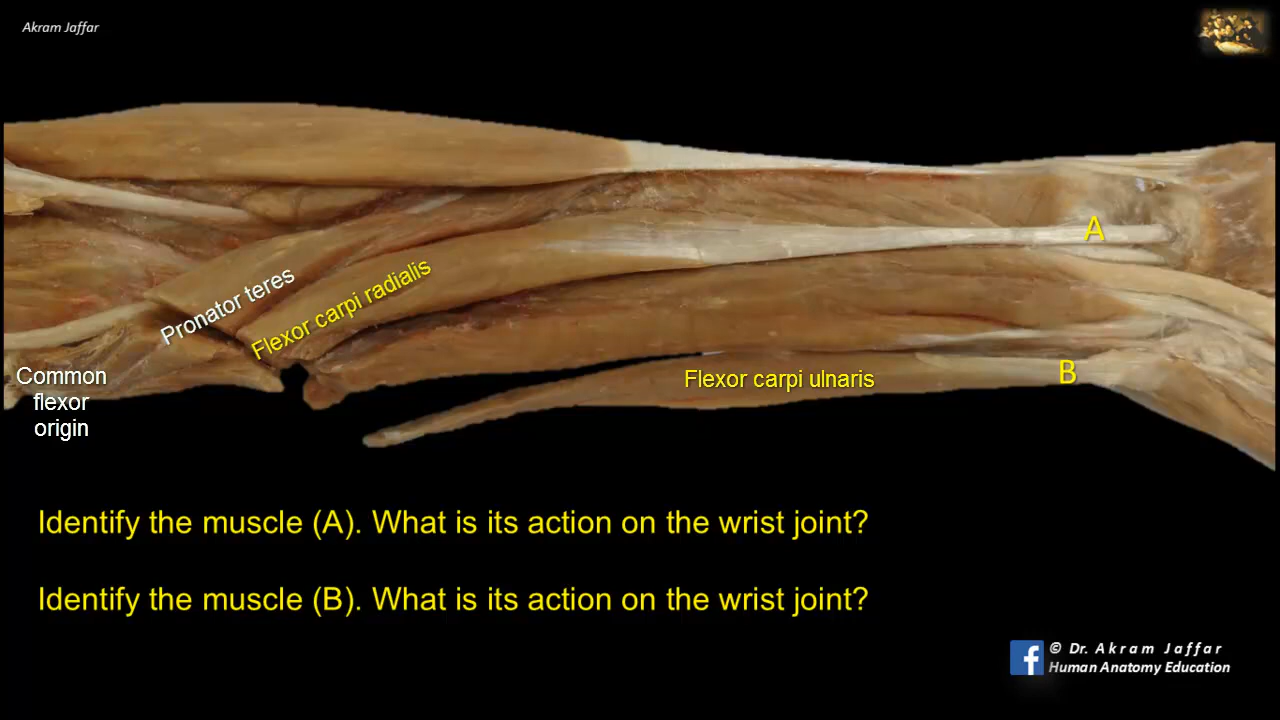 Akram Jaffar
A
Pronator teres
Flexor carpi radialis
Common
flexor
origin
Flexor carpi ulnaris
B
Identify the muscle (A). What is its action on the wrist joint?
Identify the muscle (B). What is its action on the wrist joint?
f
© Dr. Akram Jaffar
Human Anatomy Education